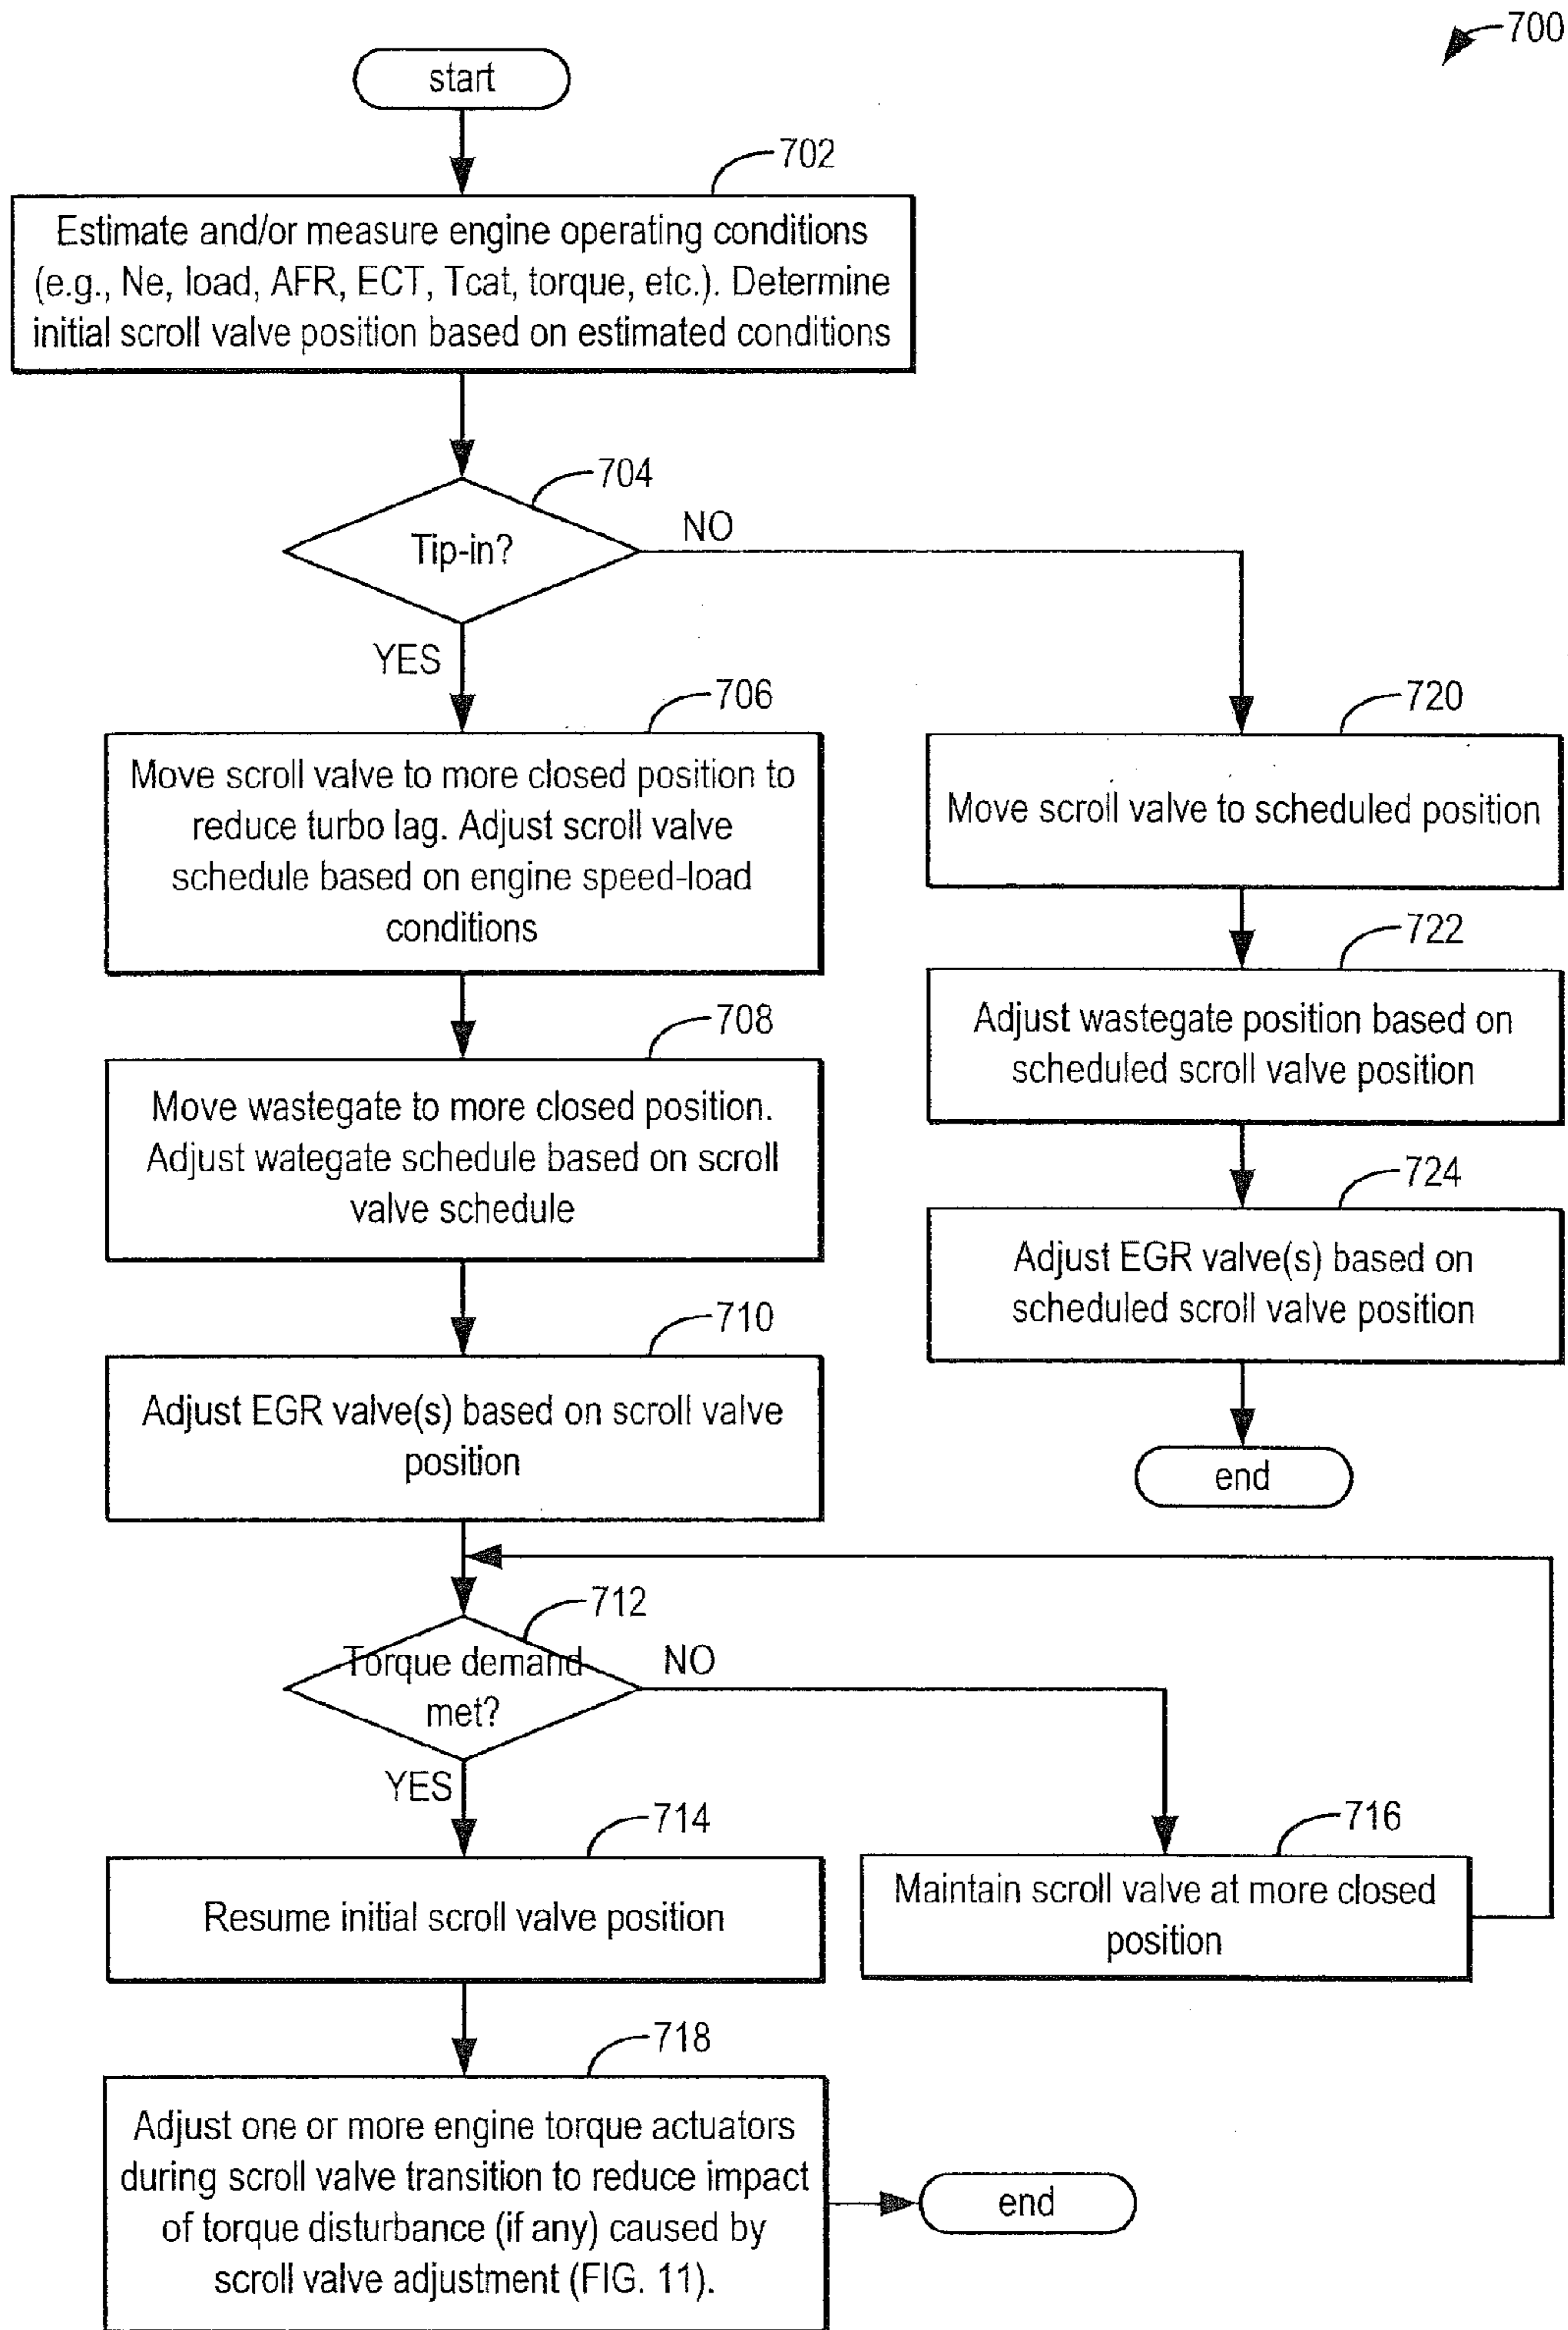 700
start
702
Estimate and/or measure engine operating conditions
(e.g., Ne, load, AFR, ECT, Tcat, torque, etc.). Determine
initial scroll valve position based on estimated conditions
704
Tip-in?
NO
YES
706
Move scroll valve to more closed position to
reduce turbo lag. Adjust scroll valve
schedule based on engine speed-load
conditions
720
Move scroll valve to scheduled position
708
Move wastegate to more closed position.
Adjust wategate schedule based on scroll
valve schedule
722
Adjust wastegate position based on
scheduled scroll valve position
710
Adjust EGR valve(s) based on scroll valve
position
724
Adjust EGR valve(s) based on
scheduled scroll valve position
end
712
Torque demand
met?
NO
YES
714
Resume initial scroll valve position
716
Maintain scroll valve at more closed
position
718
Adjust one or more engine torque actuators
during scroll valve transition to reduce impact
of torque disturbance (if any) caused by
scroll valve adjustment (FIG. 11).
end